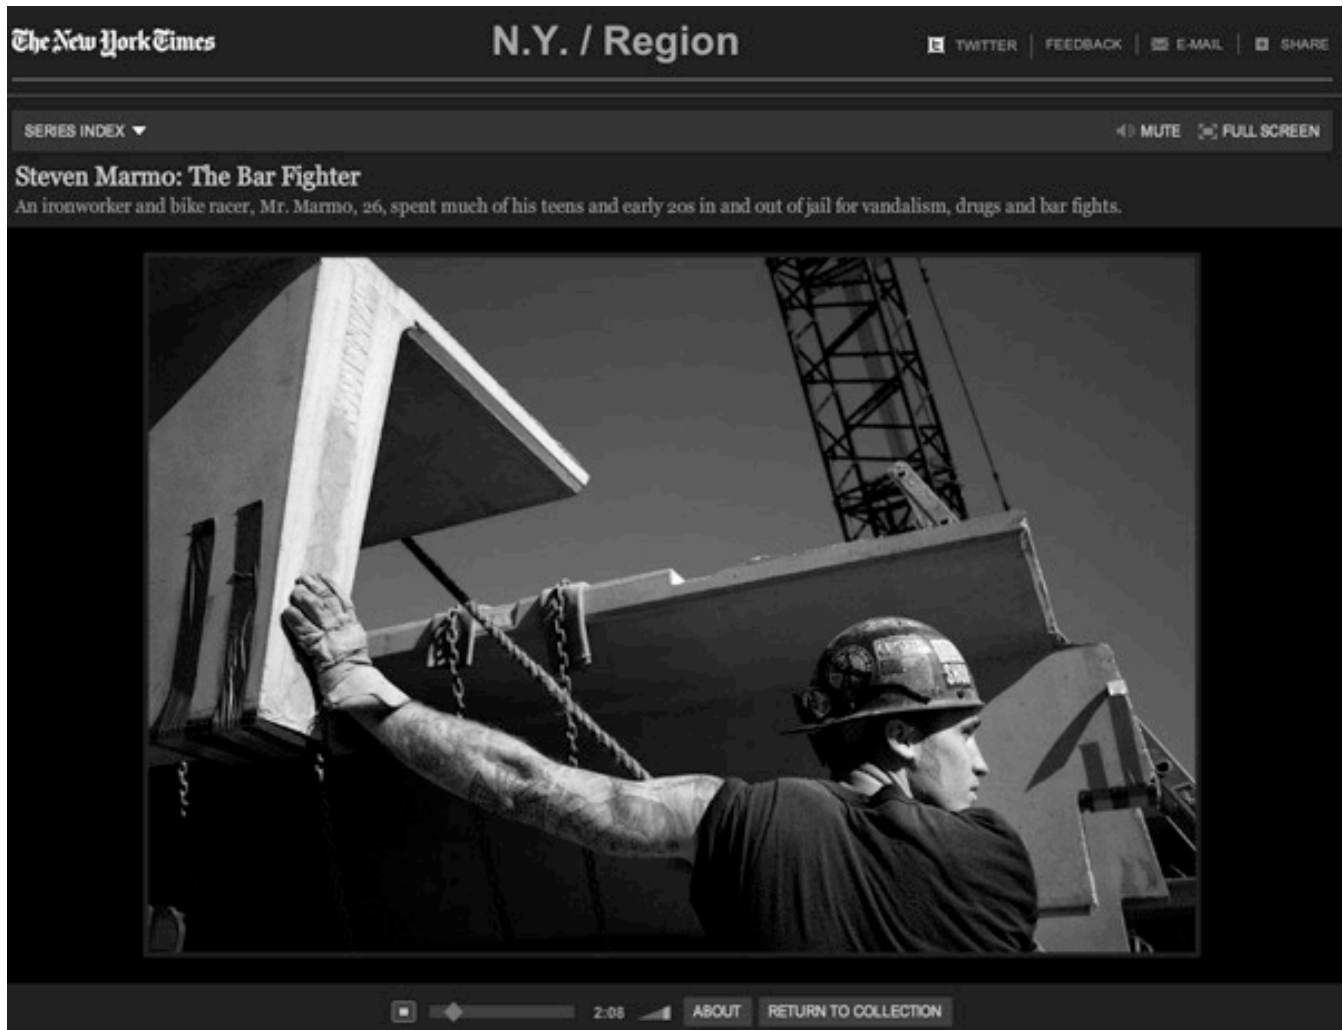 The New York Times
N.Y. / Region
TWITTER
FEEDBACK
E-MAIL
SHARE
SERIES INDEX
MUTE
FULL SCREEN
Steven Marmo: The Bar Fighter
An ironworker and bike racer, Mr. Marmo, 26, spent much of his teens and early 20s in and out of jail for vandalism, drugs and bar fights.
2:08
ABOUT
RETURN TO COLLECTION